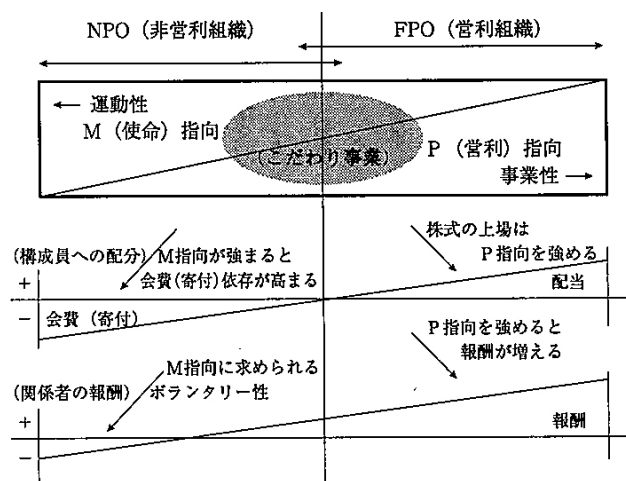 NPO（非営利組織）
FPO（営利組織）
← 運動性
M（使命）指向
（こだわり事業）
P（営利）指向
事業性 →
（構成員への配分）
M指向が強まると
会費（寄付）依存が高まる
株式の上場は
P指向を強める
+
−
会費（寄付）
配当
P指向を強めると
報酬が増える
M指向に求められる
ボランタリー性
（関係者の報酬）
+
−
報酬